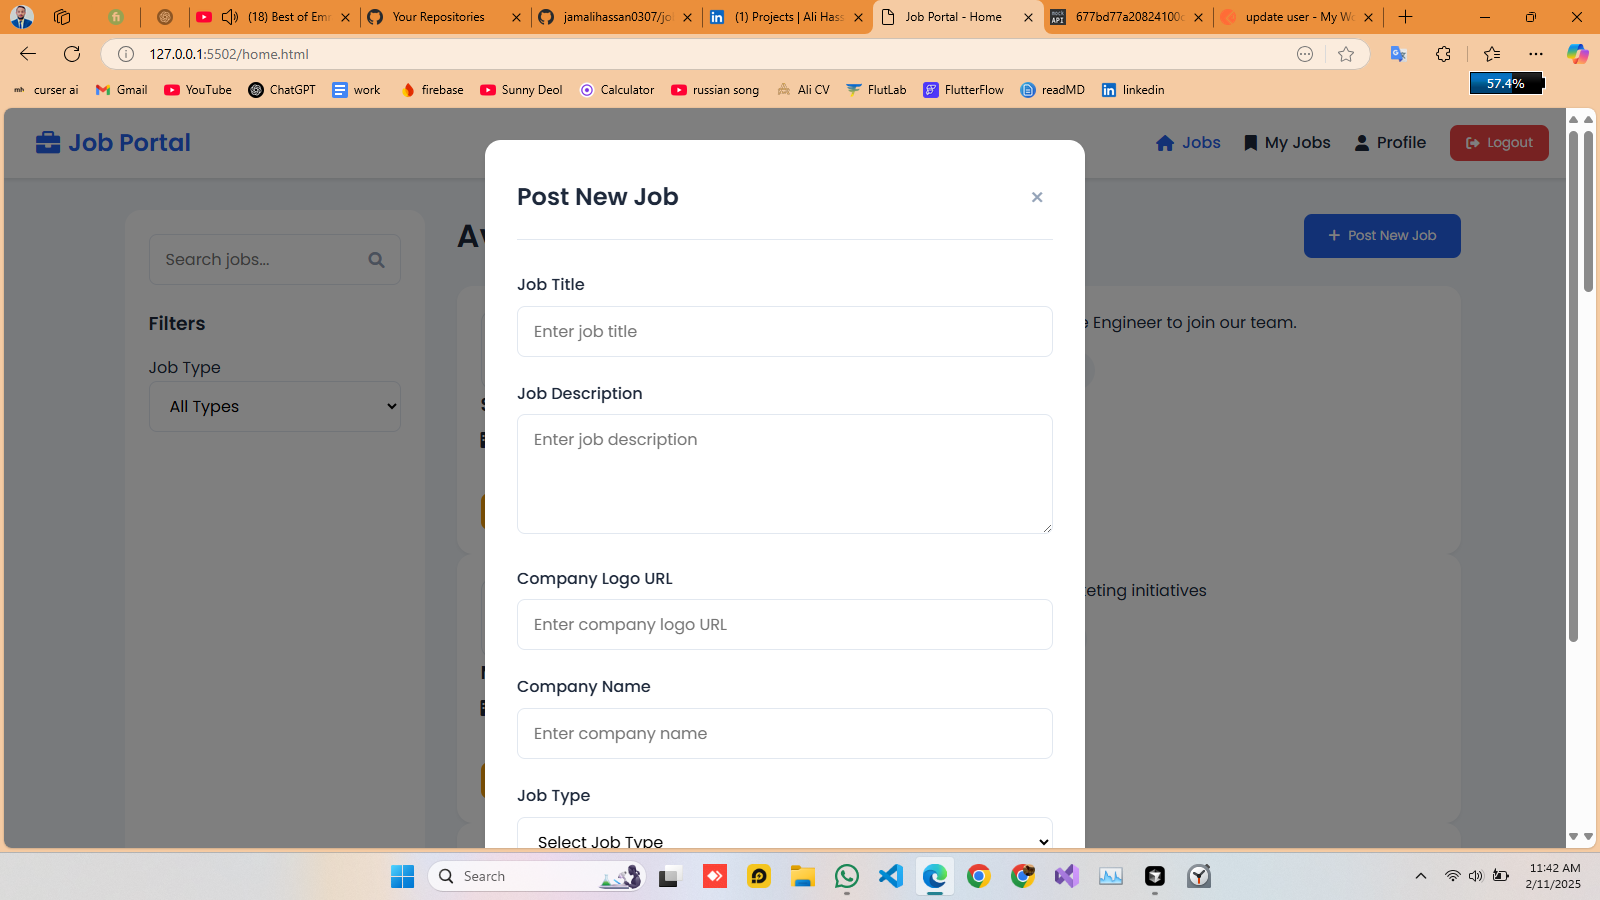 (18) Best of Em
Your Repositories
jamalihassan0307/jo
(1) Projects | Ali Hass
Job Portal - Home
677bd77a20824100
update user - My W
127.0.0.1:5502/home.html
curser ai
Gmail
YouTube
ChatGPT
work
firebase
Sunny Deol
Calculator
russian song
Ali CV
FlutLab
FlutterFlow
readMD
linkedin
57.4%
Job Portal
Jobs
My Jobs
Profile
Logout
Search jobs...
Filters
Job Type
All Types
Post New Job
Engineer to join our team.
eting initiatives
Post New Job
Job Title
Enter job title
Job Description
Enter job description
Company Logo URL
Enter company logo URL
Company Name
Enter company name
Job Type
Select Job Type
Search
11:42 AM
2/11/2025